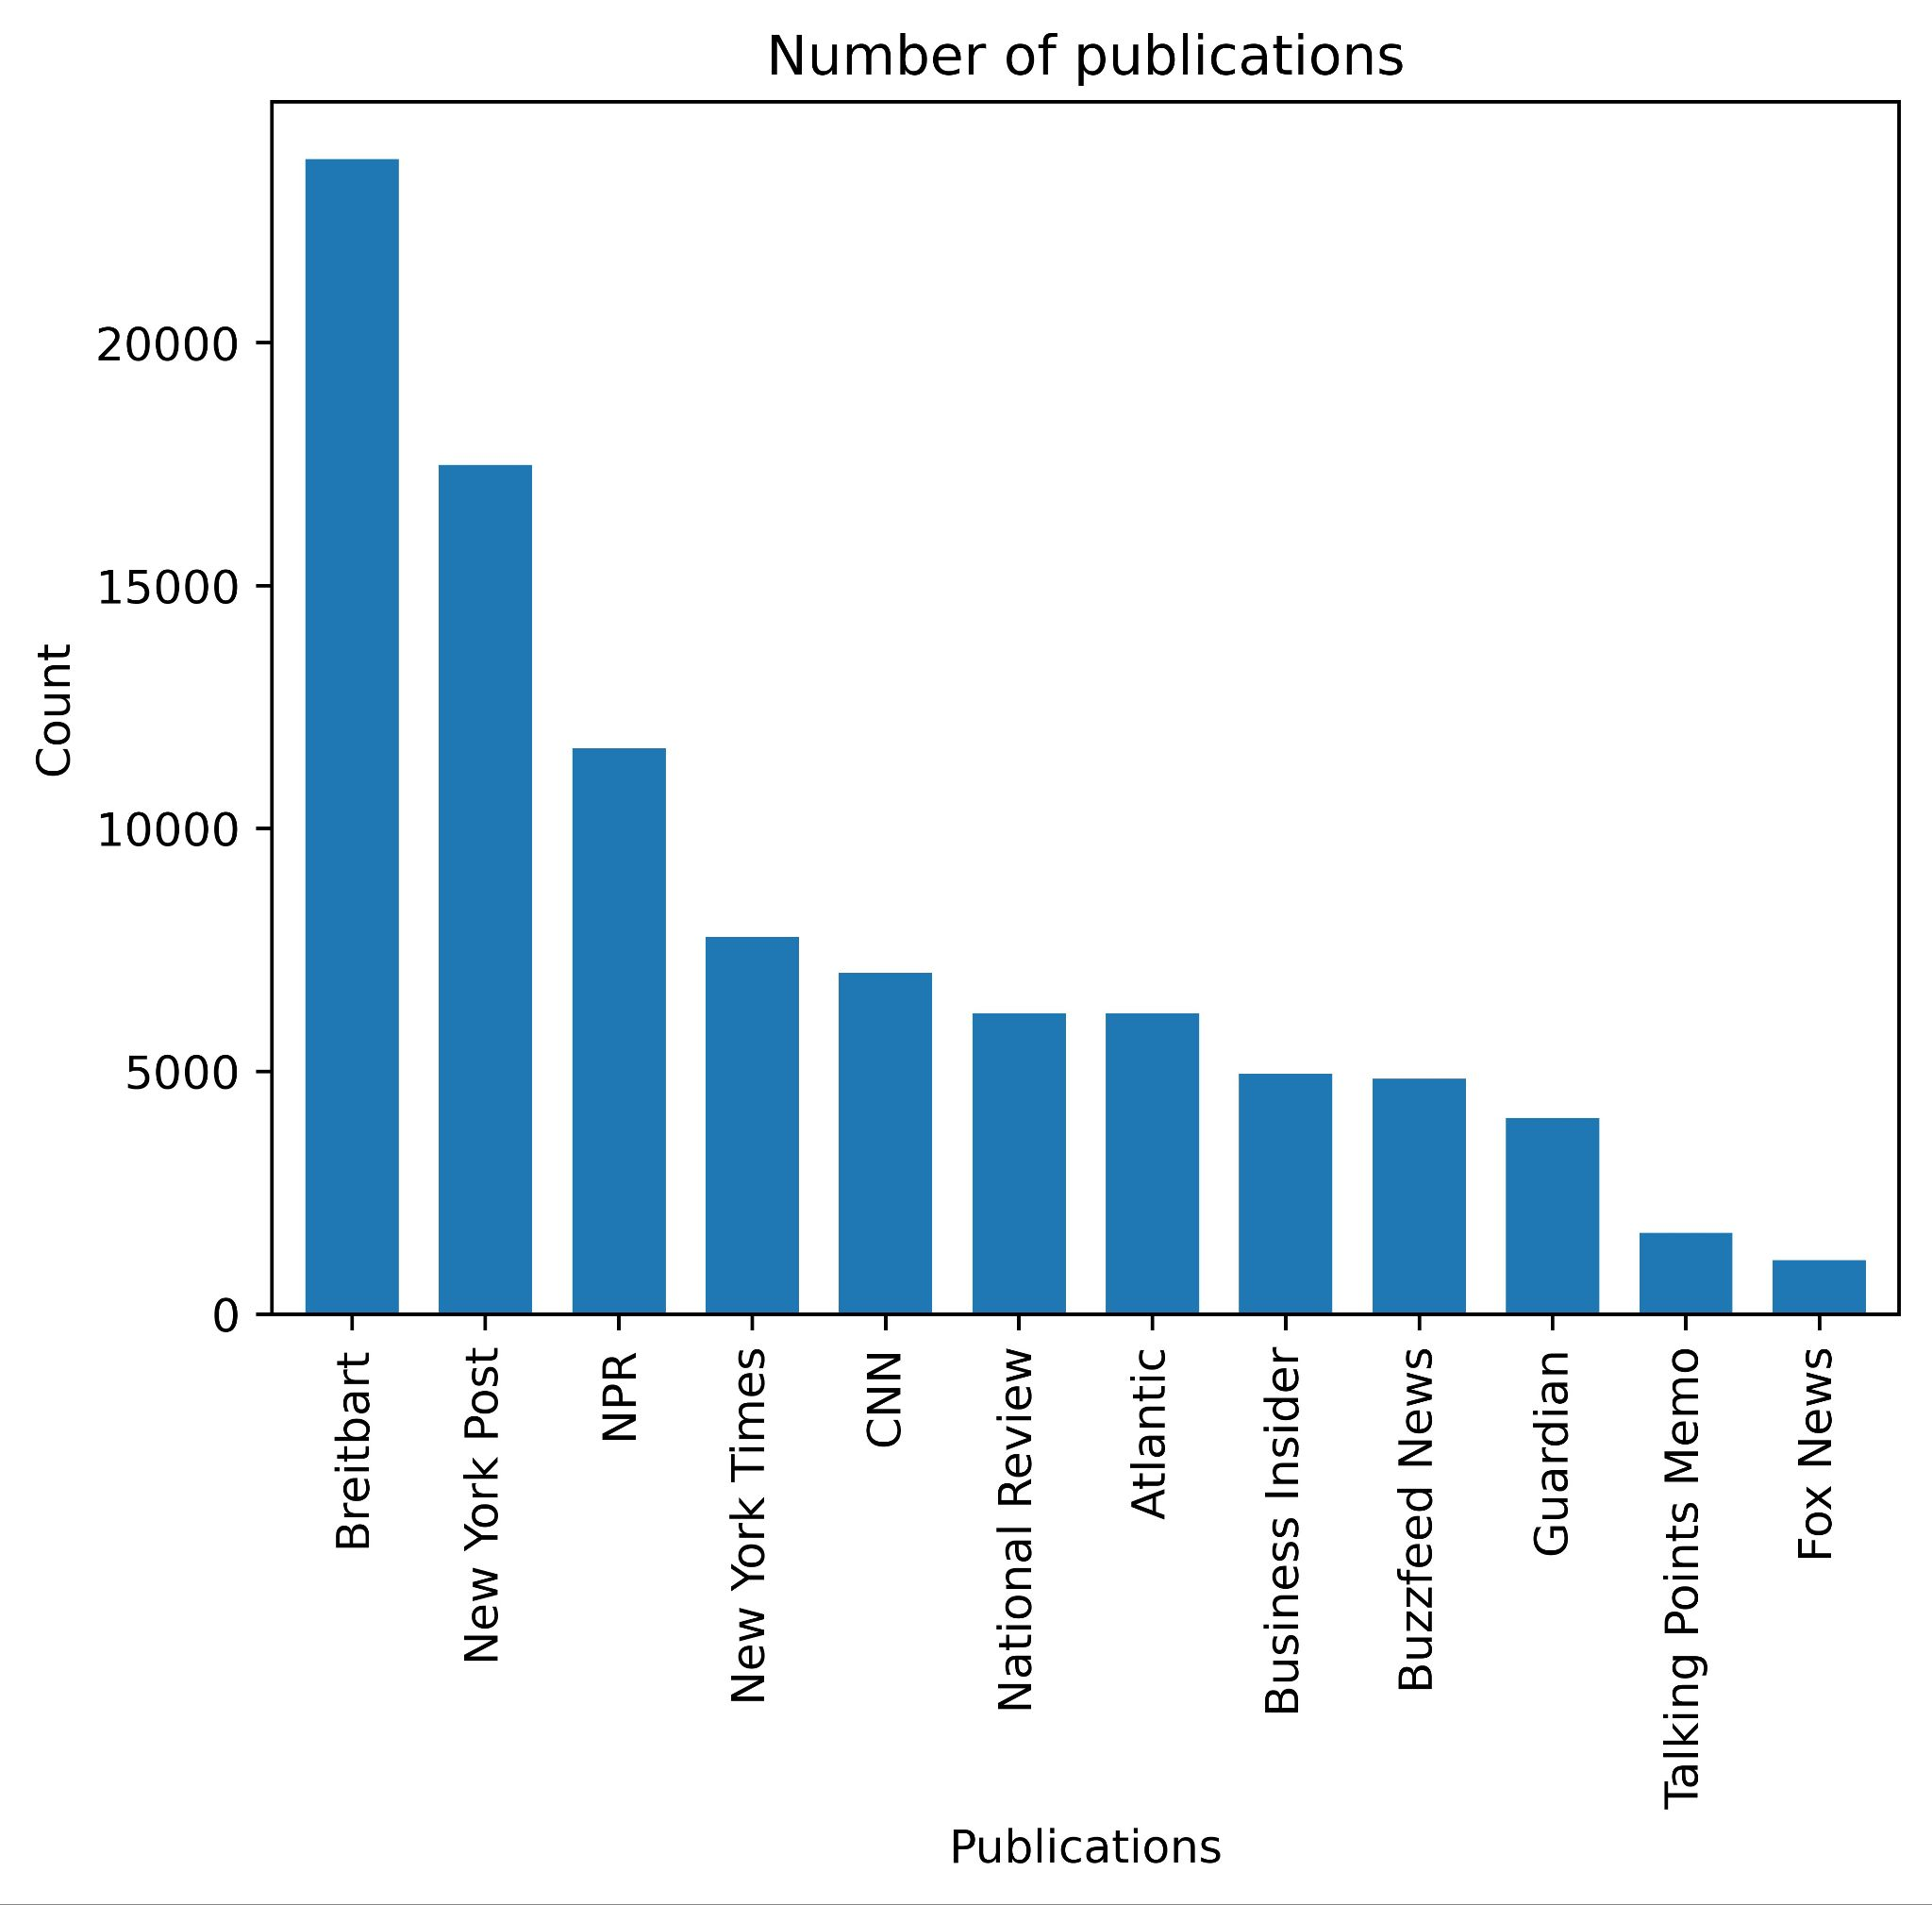 Number of publications
Count
20000
15000
10000
5000
0
Breitbart
New York Post
NPR
New York Times
CNN
National Review
Atlantic
Business Insider
Buzzfeed News
Guardian
Talking Points Memo
Fox News
Publications